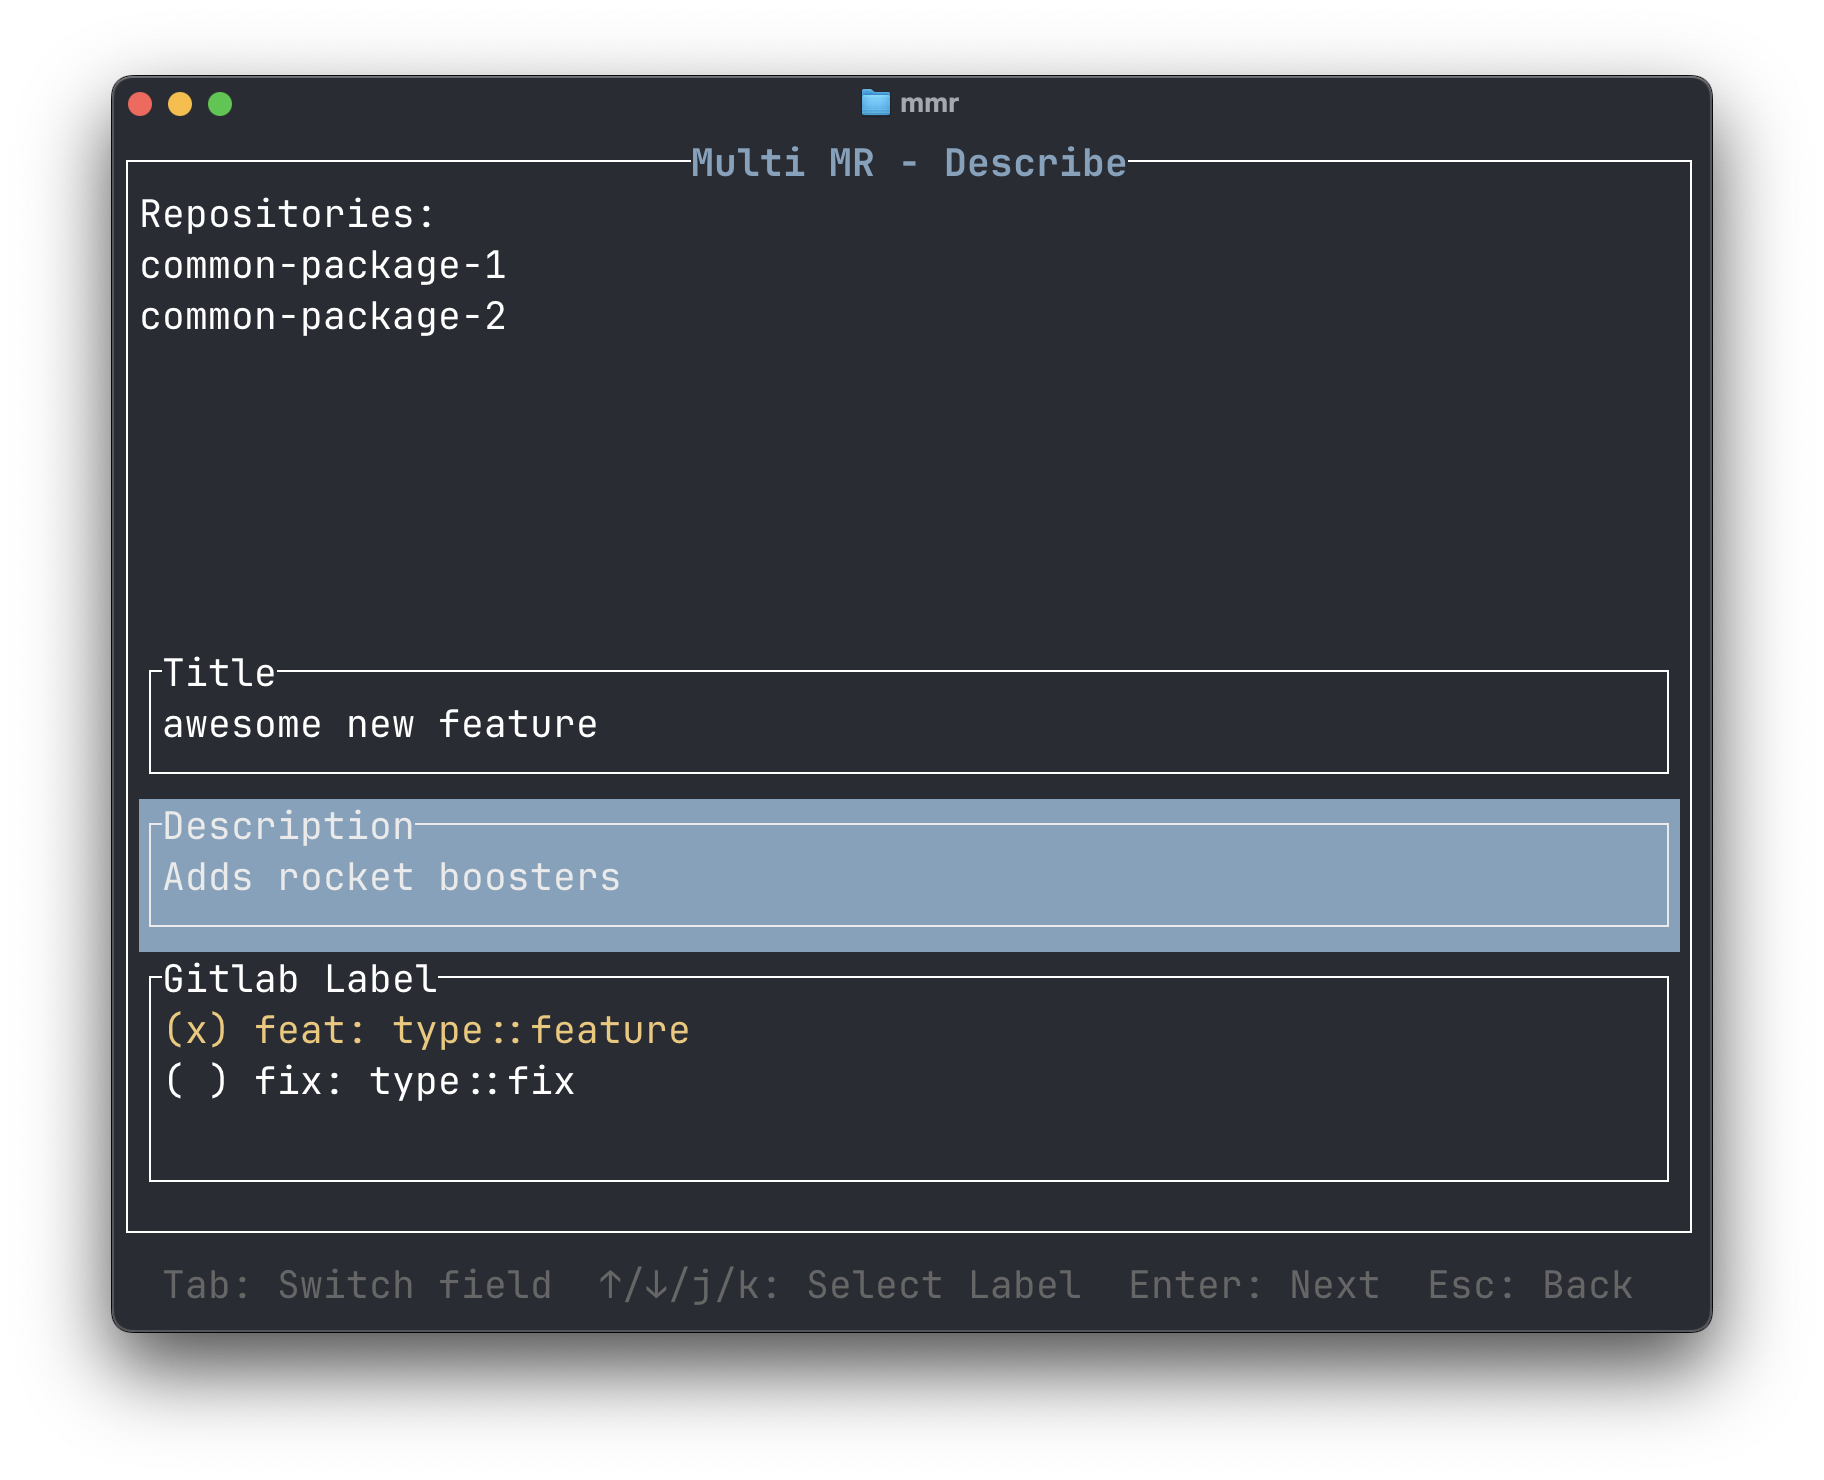 mmr
Multi MR - Describe
Repositories:
common-package-1
common-package-2
Title
awesome new feature
Description
Adds rocket boosters
Gitlab Label
(x) feat: type::feature
( ) fix: type::fix
Tab: Switch field  ↑/↓/j/k: Select Label  Enter: Next  Esc: Back